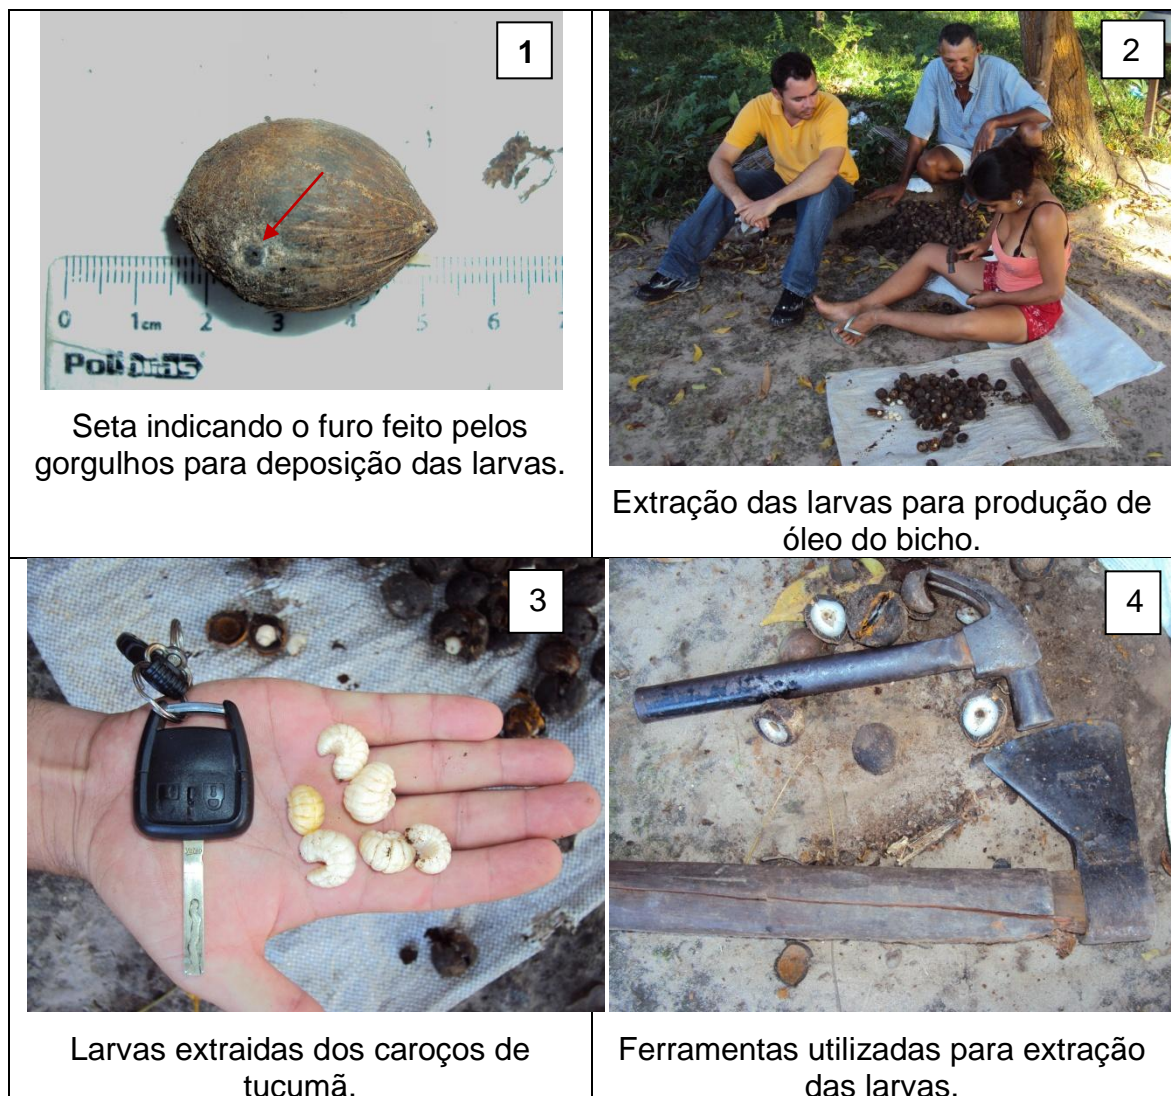 1
0 1cm 2 3 4 5 6
Seta indicando o furo feito pelos
gorgulhos para deposição das larvas.
2
Extração das larvas para produção de
óleo do bicho.
3
Larvas extraidas dos caroços de
tucumã.
4
Ferramentas utilizadas para extração
das larvas.